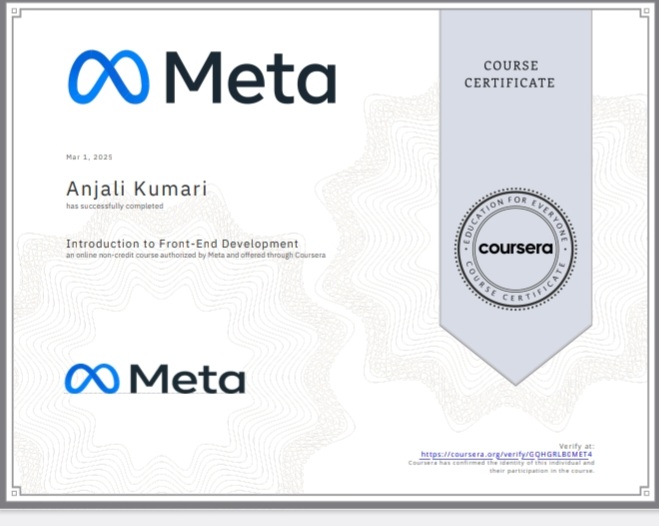 Meta
COURSE
CERTIFICATE
Mar 1, 2025
Anjali Kumari
has successfully completed
Introduction to Front-End Development
an online non-credit course authorized by Meta and offered through Coursera
EDUCATION FOR EVERYONE
coursera
COURSE CERTIFICATE
Meta
Verify at:
https://coursera.org/verify/GQHGRLBCMET4
Coursera has confirmed the identity of this individual and
their participation in the course.